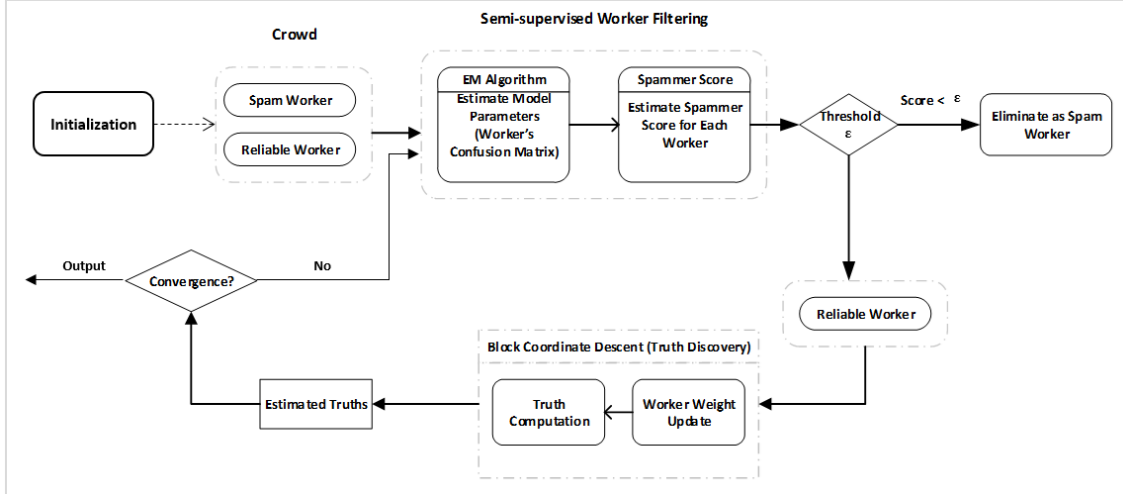 Semi-supervised Worker Filtering
Crowd
Initialization
Spam Worker
Reliable Worker
EM Algorithm
Estimate Model
Parameters
(Worker's
Confusion Matrix)
Spammer Score
Estimate Spammer
Score for Each
Worker
Threshold
ε
Score < ε
Eliminate as Spam
Worker
Output
Convergence?
No
Reliable Worker
Block Coordinate Descent (Truth Discovery)
Estimated Truths
Truth
Computation
Worker Weight
Update